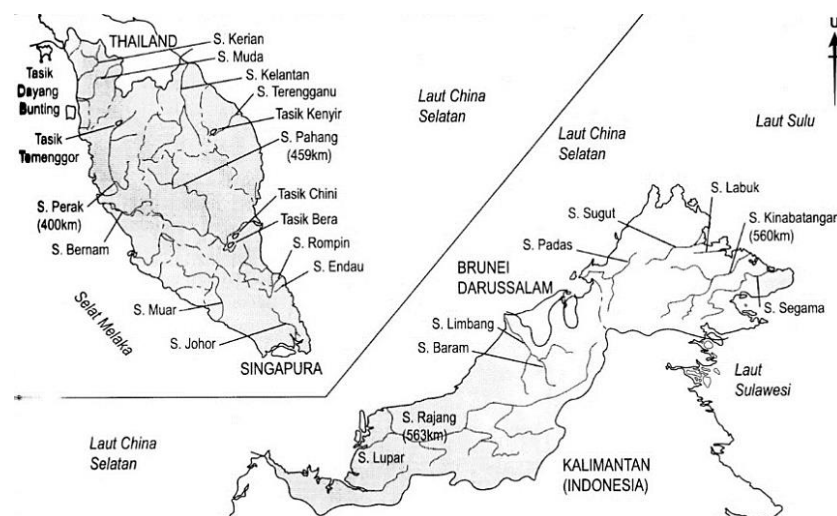 THAILAND
S. Kerian
S. Muda
S. Kelantan
S. Terengganu
Tasik Kenyir
S. Pahang
(459km)
Tasik
Dayang
Bunting
Tasik
Temenggor
S. Perak
(400km)
S. Bernam
Tasik Chini
Tasik Bera
S. Rompin
S. Endau
S. Muar
S. Johor
SINGAPURA
Selat Melaka
Laut China
Selatan
Laut China
Selatan
Laut Sulu
U
S. Labuk
S. Sugut
S. Kinabatangan
(560km)
S. Padas
BRUNEI
DARUSSALAM
S. Segama
S. Limbang
S. Baram
Laut
Sulawesi
S. Rajang
(563km)
S. Lupar
Laut China
Selatan
KALIMANTAN
(INDONESIA)